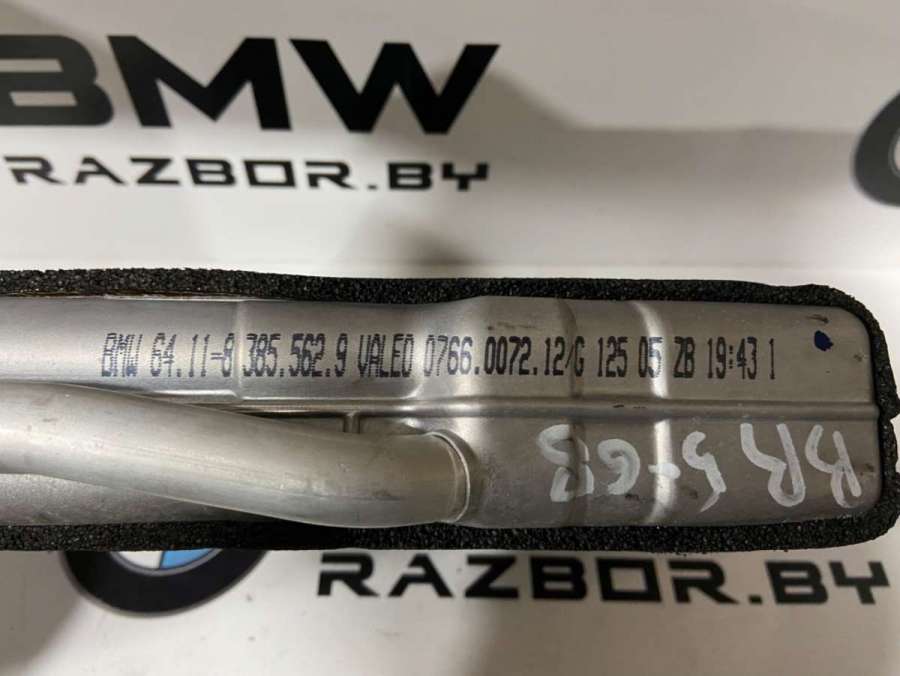 BMW
RAZBOR.BY
BMW 64.11-8 385.562.9 VALEO 0766.0072.12/G 125 05 ZB 19:43 1
RAZBOR.BY